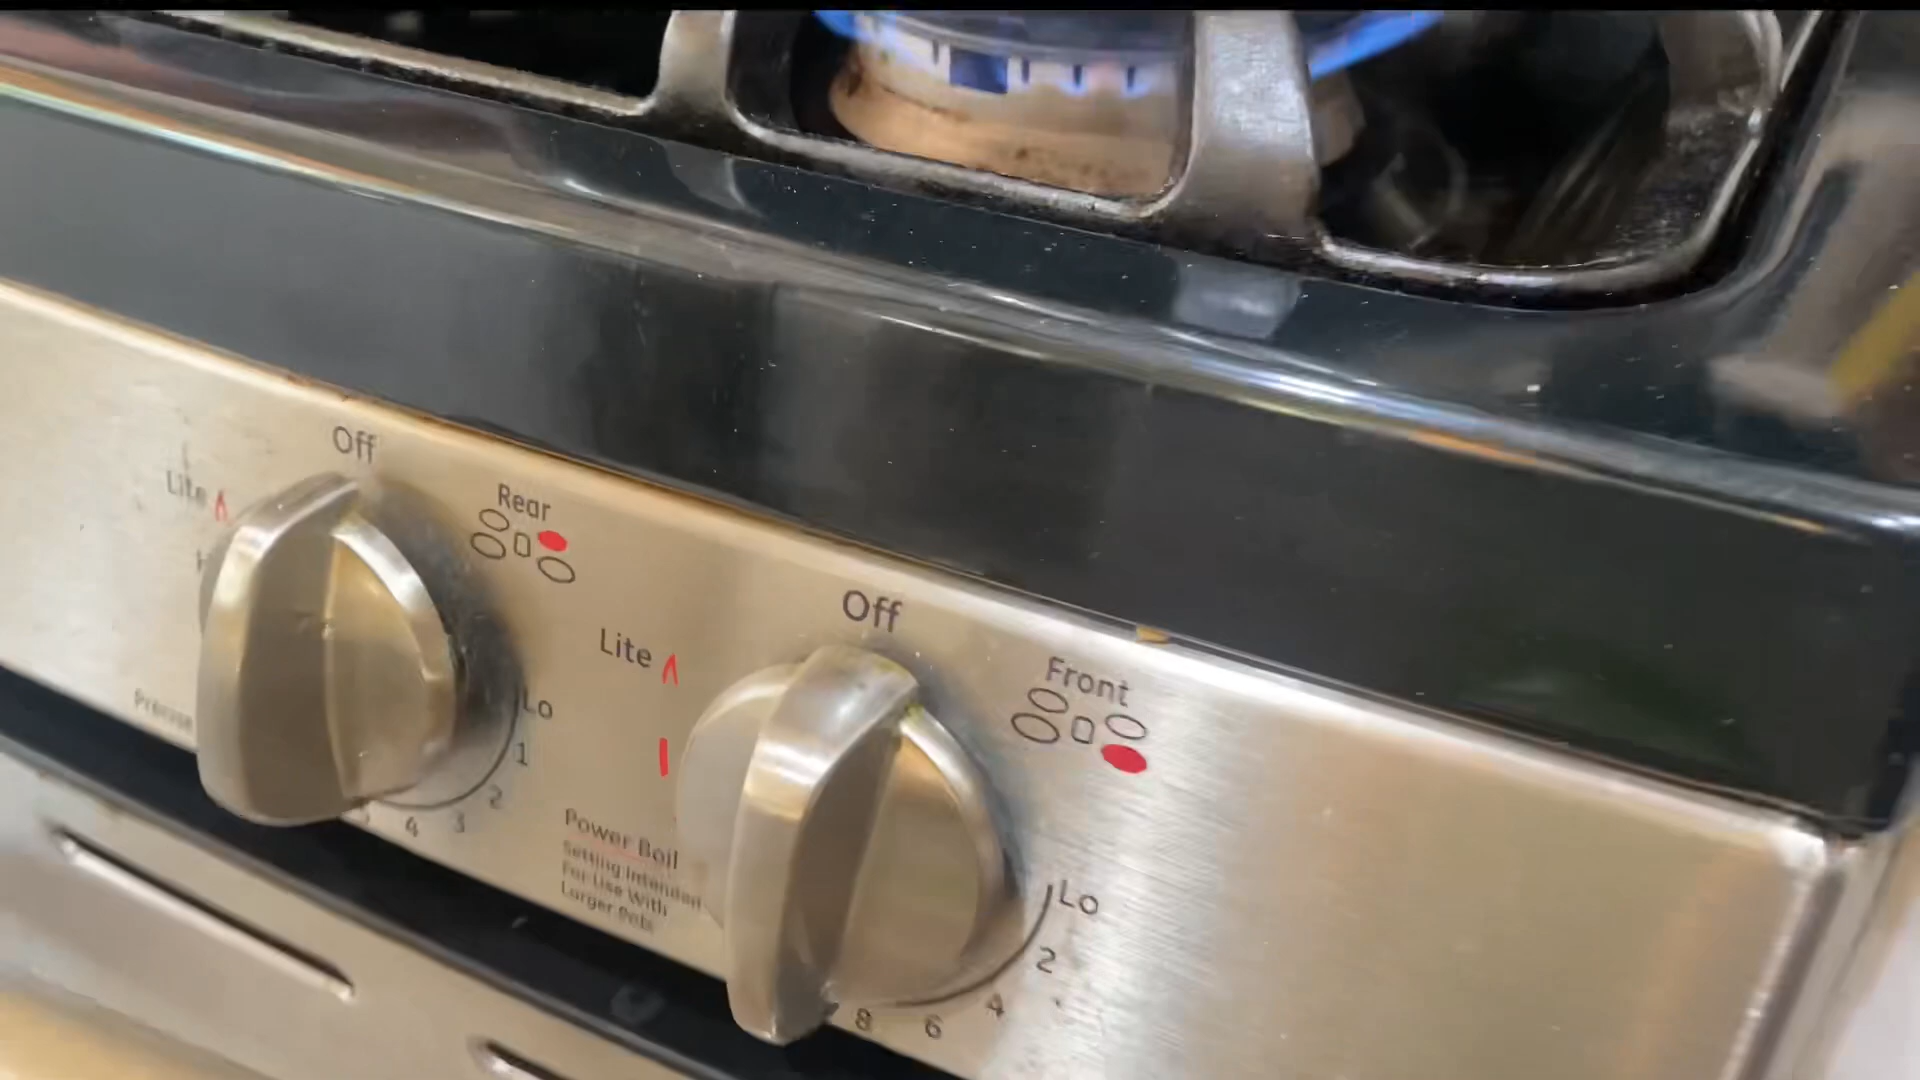 Off
Lite
Rear
Lo
1
2
3
4
Off
Lite
Front
Power Boil
Setting Intended
For Use With
Larger Pots
Lo
2
4
6
8